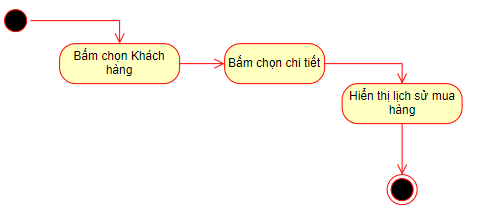 Bấm chọn Khách
hàng
Bấm chọn chi tiết
Hiển thị lịch sử mua
hàng